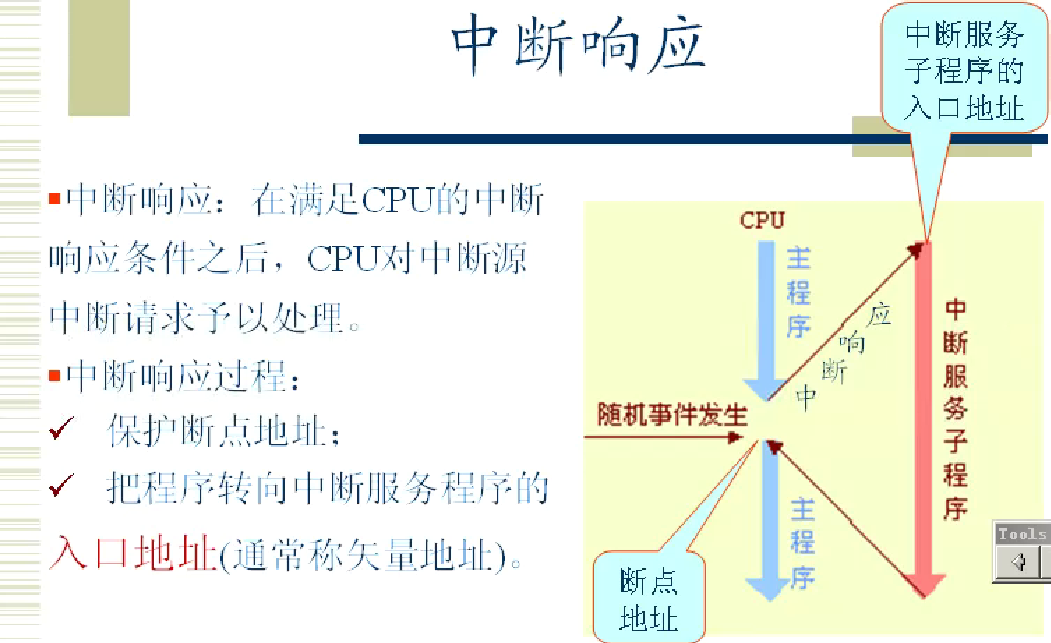 中断响应
中断服务
子程序的
入口地址
▪中断响应：在满足CPU的中断
响应条件之后，CPU对中断源
中断请求予以处理。
▪中断响应过程：
✓ 保护断点地址；
✓ 把程序转向中断服务程序的
入口地址(通常称矢量地址)。
CPU
主程序
中断响应
随机事件发生
中断服务子程序
主程序
断点
地址
Tools